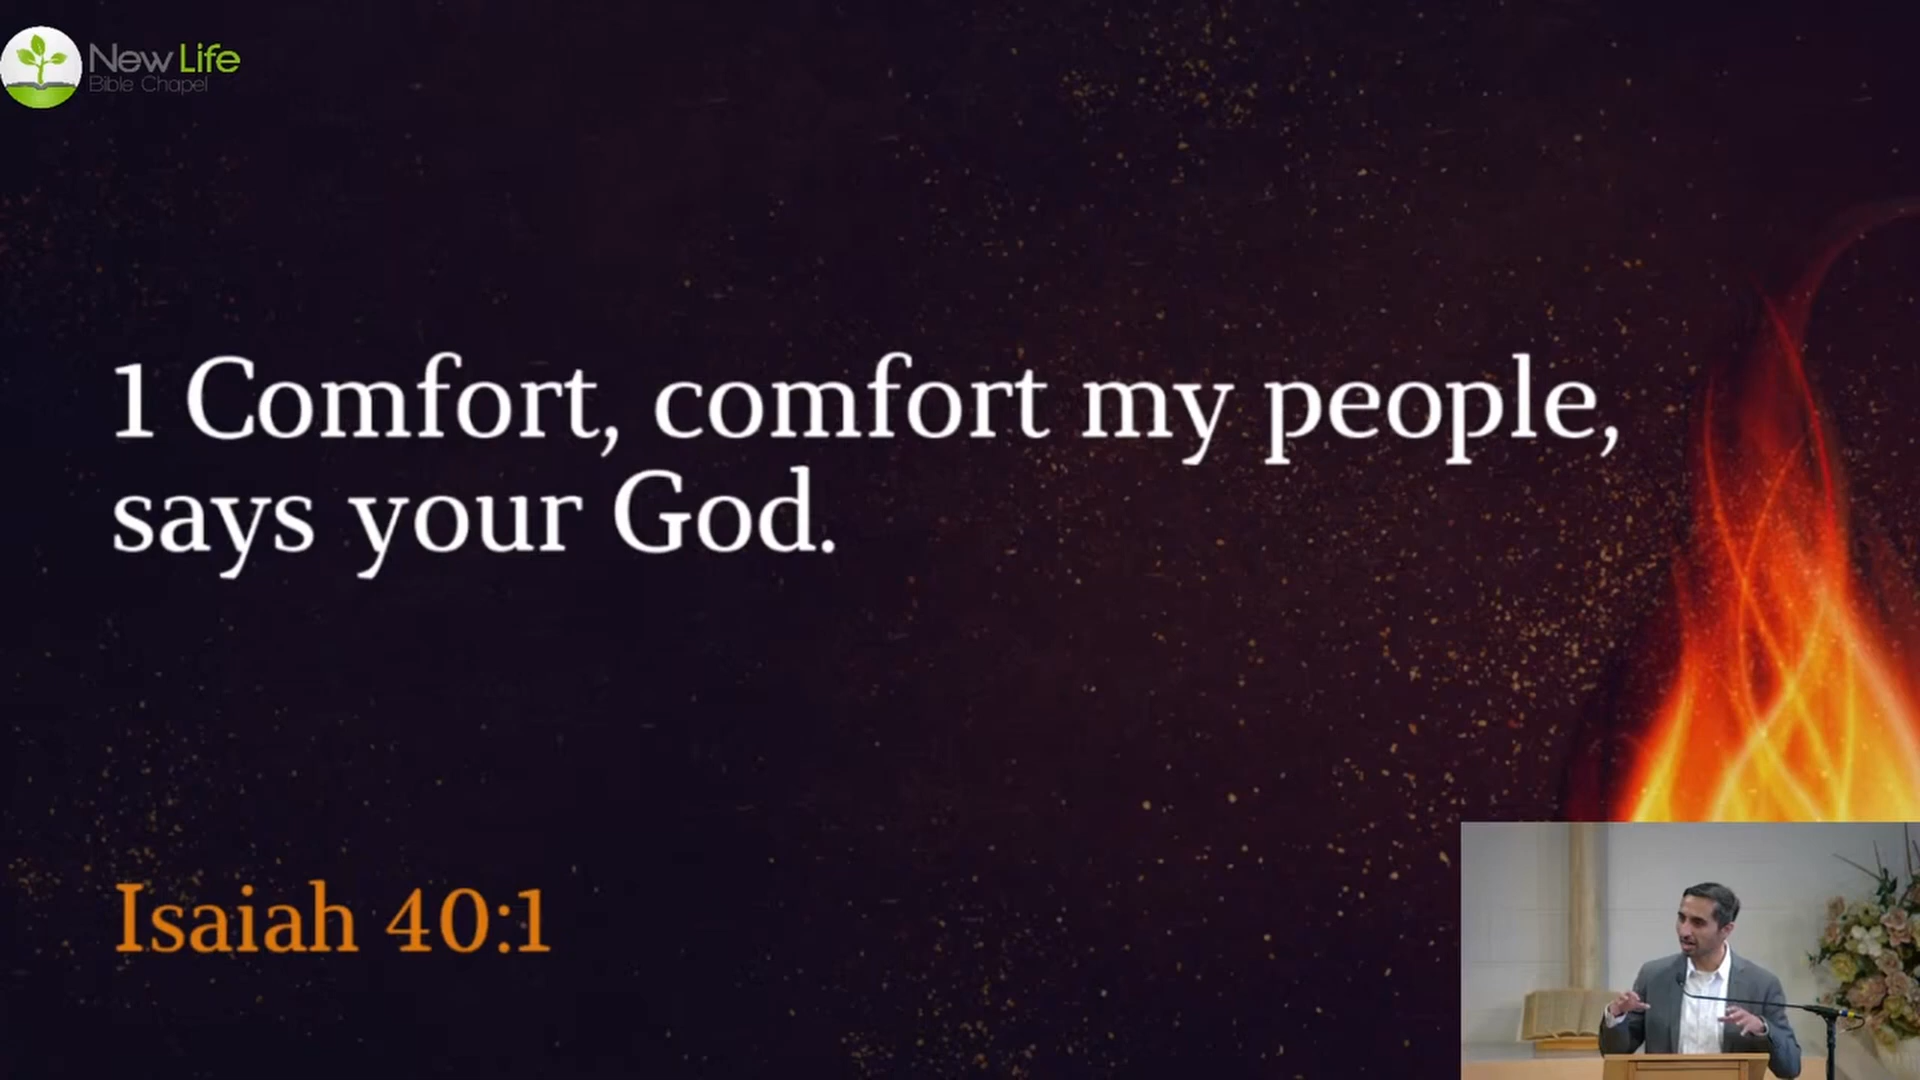 New Life
Bible Chapel
1 Comfort, comfort my people,
says your God.
Isaiah 40:1